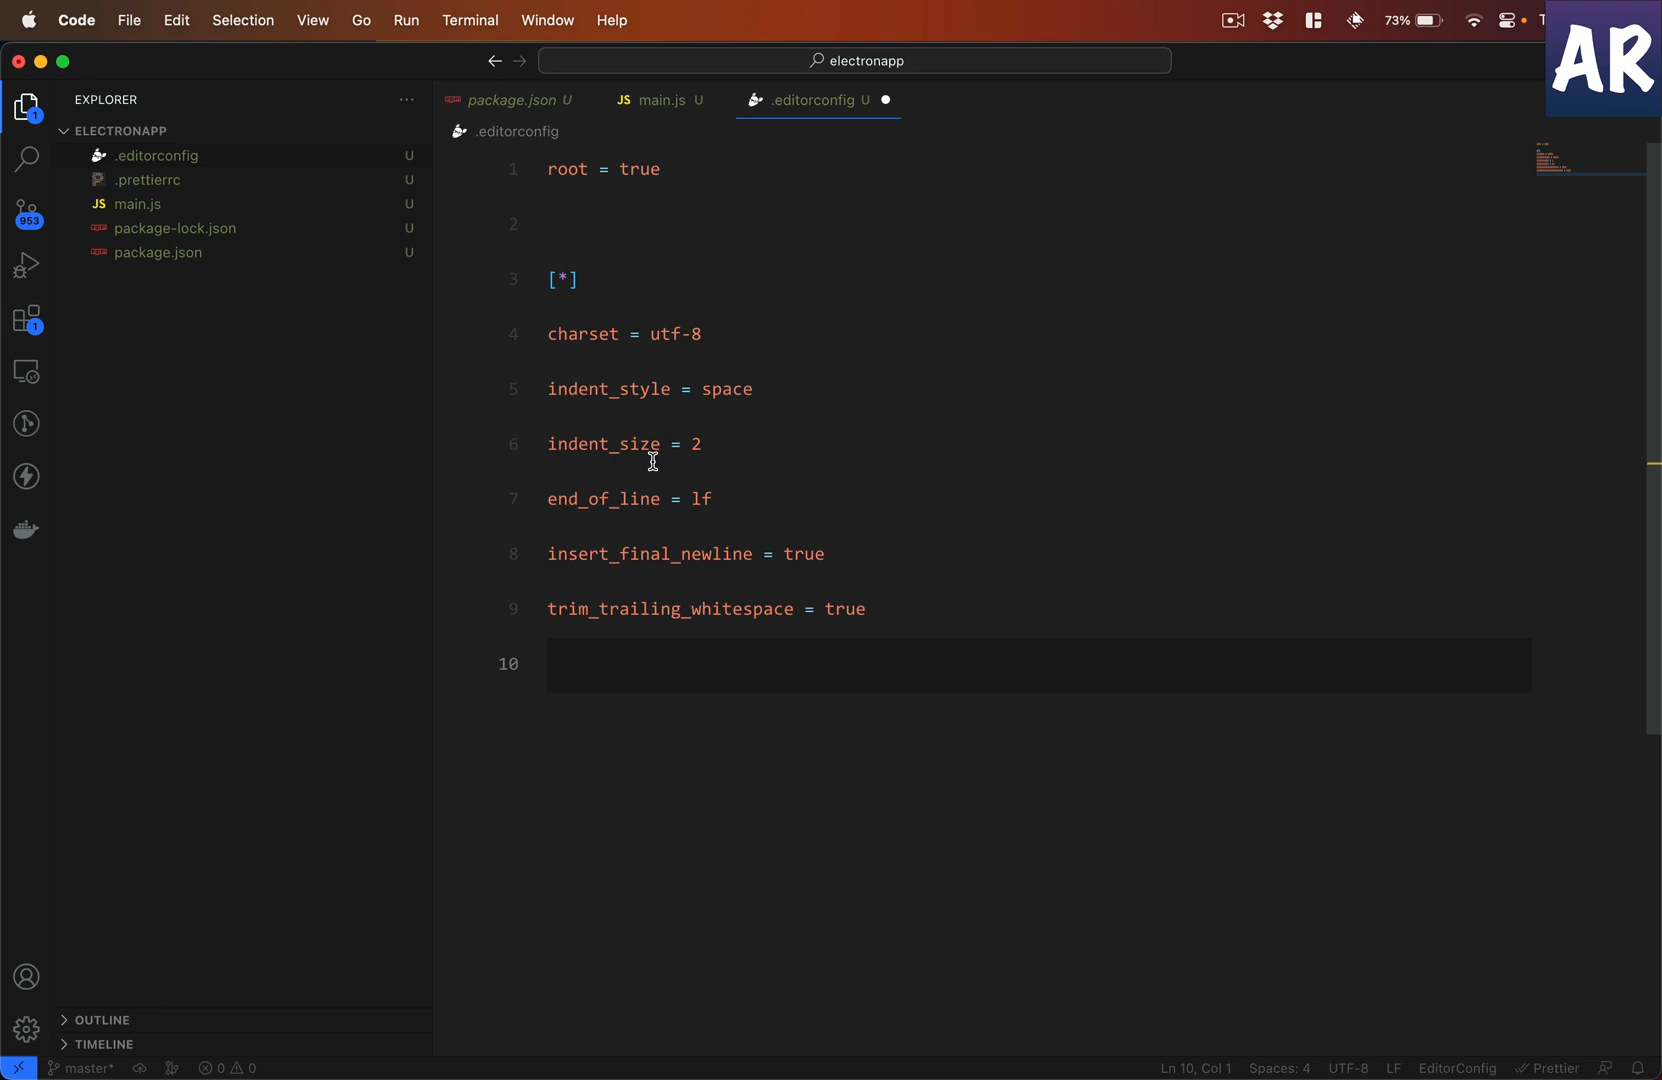 Code File Edit Selection View Go Run Terminal Window Help 73% T
AR
electronapp
EXPLORER ...
package.json U JS main.js U .editorconfig U
1
ELECTRONAPP
.editorconfig
.editorconfig U
.prettierrc U
JS main.js U
package-lock.json U
package.json U
953
1
1 root = true
2
3 [*]
4 charset = utf-8
5 indent_style = space
6 indent_size = 2
7 end_of_line = lf
8 insert_final_newline = true
9 trim_trailing_whitespace = true
10
OUTLINE
TIMELINE
master* 0 0 Ln 10, Col 1 Spaces: 4 UTF-8 LF EditorConfig Prettier